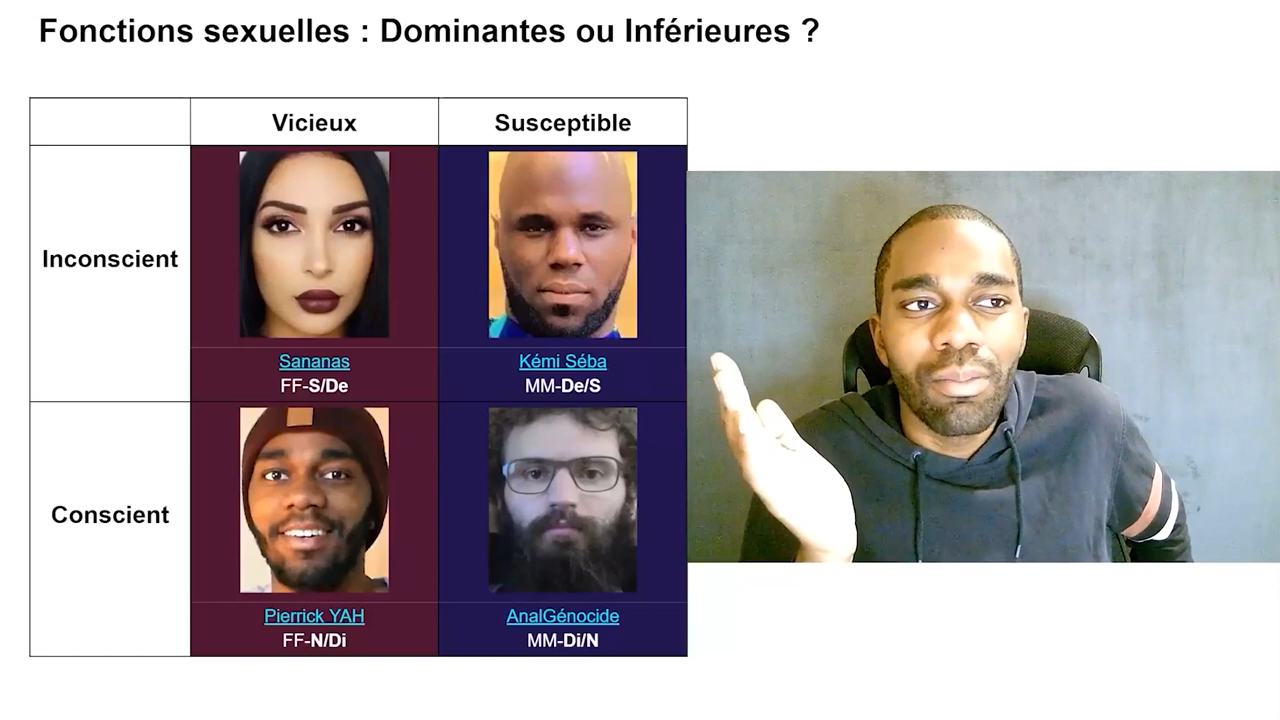 Fonctions sexuelles : Dominantes ou Inférieures ?
Vicieux
Susceptible
Inconscient
Sananas
FF-S/De
Kémi Séba
MM-De/S
Conscient
Pierrick YAH
FF-N/Di
AnalGénocide
MM-Di/N